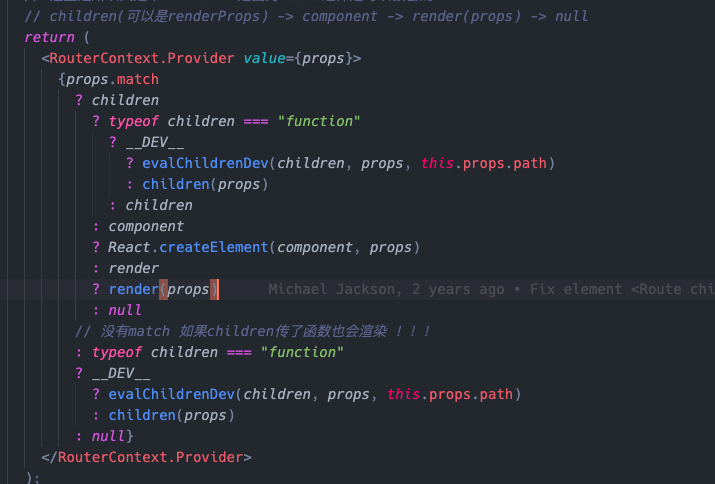 // children(可以是renderProps) -> component -> render(props) -> null
return (
<RouterContext.Provider value={props}>
{props.match
? children
? typeof children === "function"
? __DEV__
? evalChildrenDev(children, props, this.props.path)
: children(props)
: children
: component
? React.createElement(component, props)
: render
? render(props) Michael Jackson, 2 years ago • Fix element <Route chi
: null
// 没有match 如果children传了函数也会渲染 ！！！
: typeof children === "function"
? __DEV__
? evalChildrenDev(children, props, this.props.path)
: children(props)
: null}
</RouterContext.Provider>
);